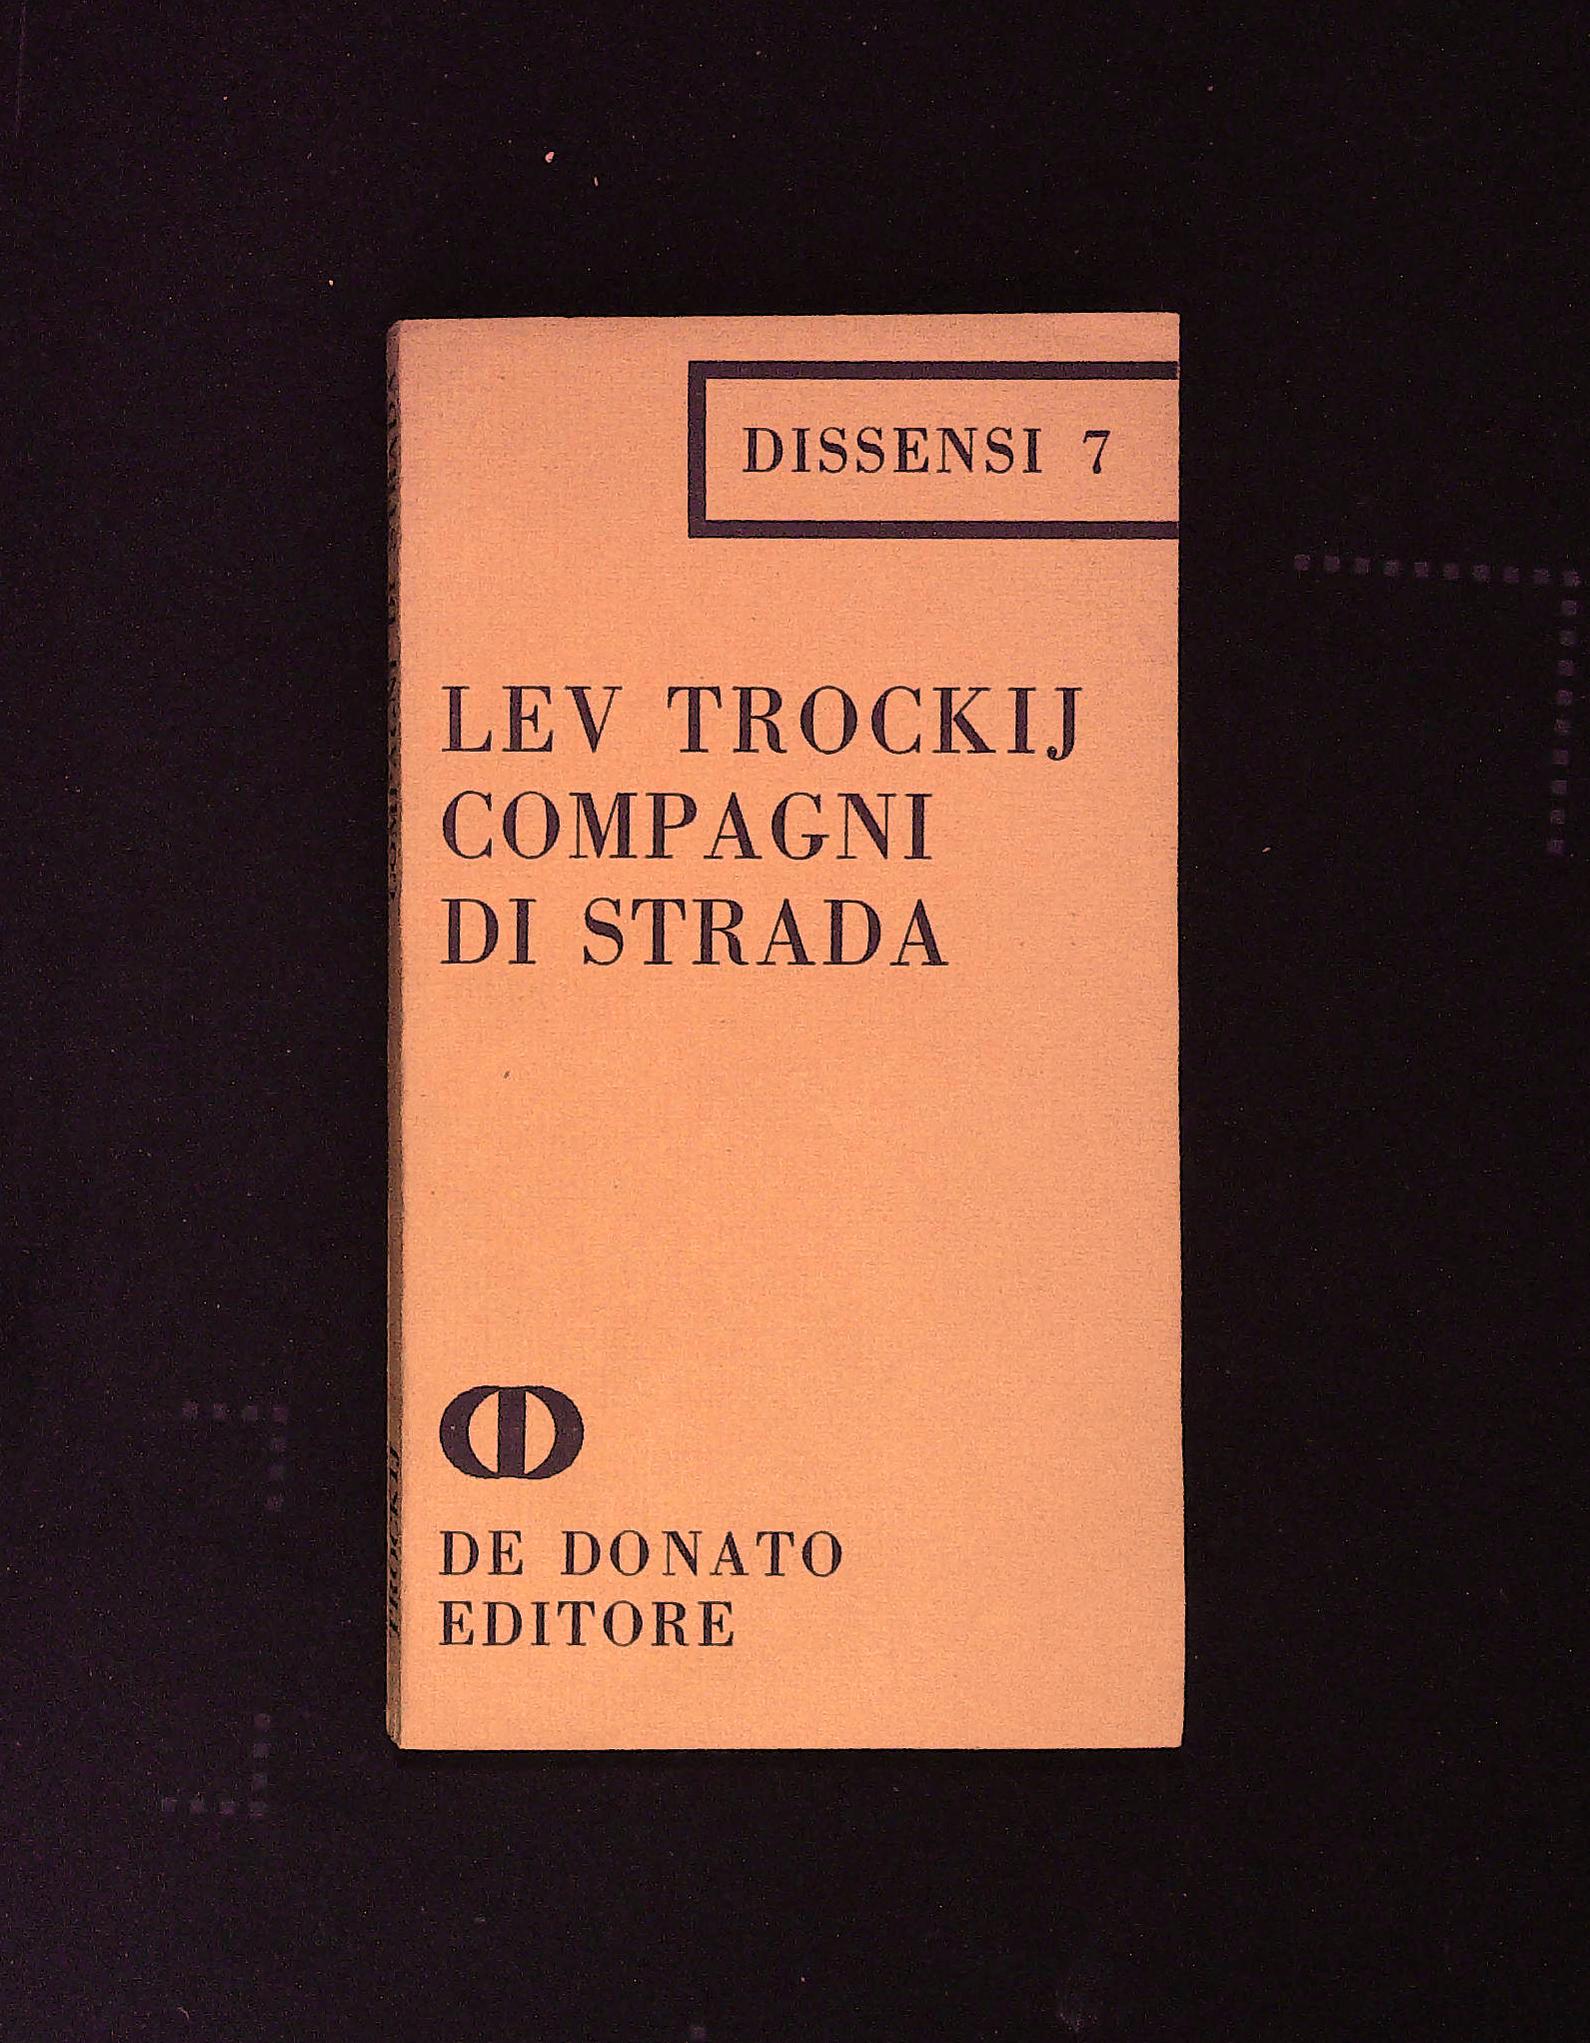 DISSENSI 7
LEV TROCKIJ
COMPAGNI
DI STRADA
DE DONATO
EDITORE